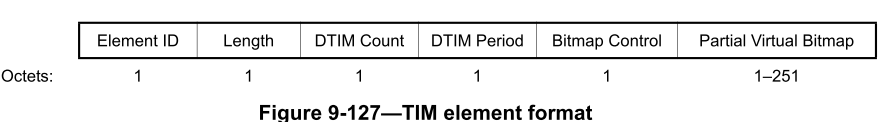 Element ID Length DTIM Count DTIM Period Bitmap Control Partial Virtual Bitmap
Octets: 1 1 1 1 1 1–251
Figure 9-127—TIM element format